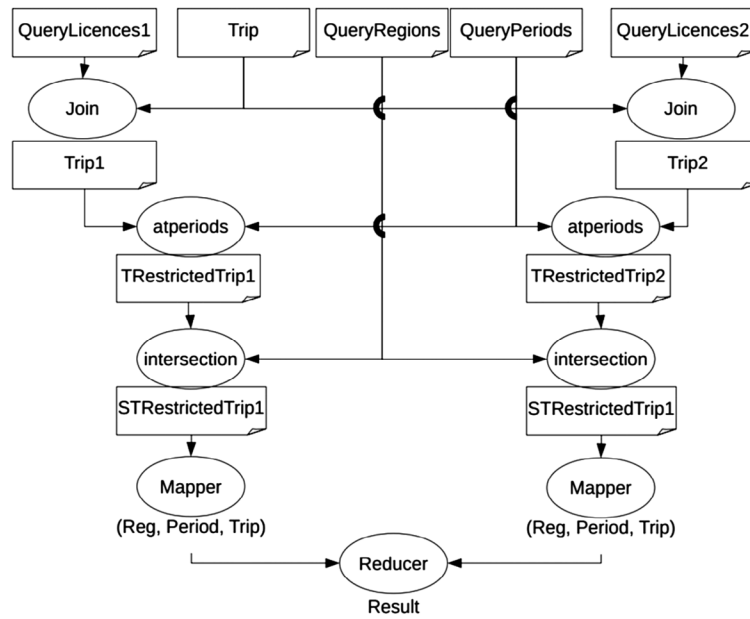 QueryLicences1
Trip
QueryRegions
QueryPeriods
QueryLicences2
Join
Join
Trip1
Trip2
atperiods
atperiods
TRestrictedTrip1
TRestrictedTrip2
intersection
intersection
STRestrictedTrip1
STRestrictedTrip1
Mapper
Mapper
(Reg, Period, Trip)
(Reg, Period, Trip)
Reducer
Result